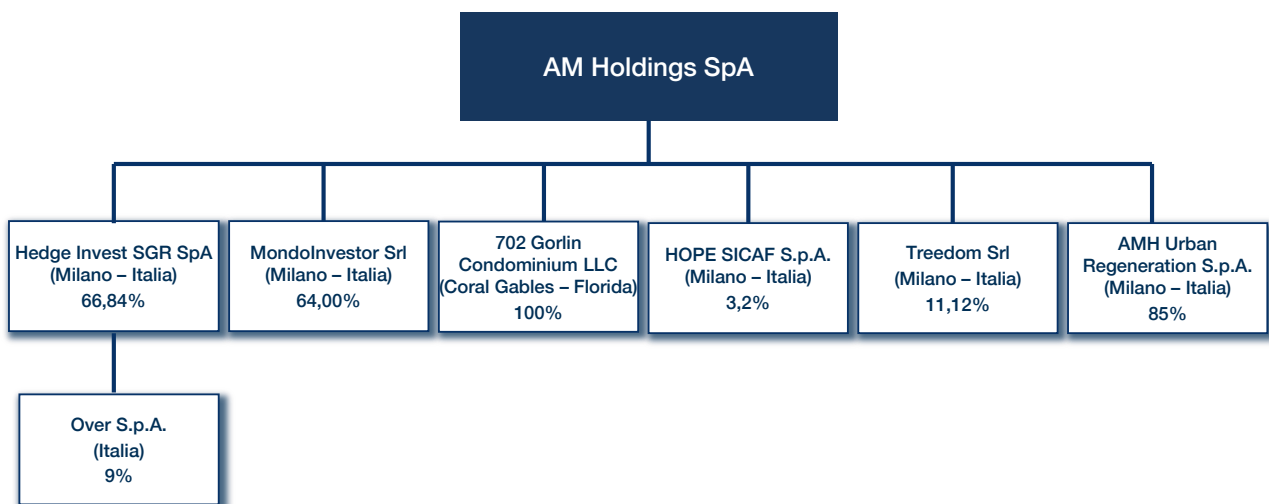 AM Holdings SpA
Hedge Invest SGR SpA
(Milano – Italia)
66,84%
MondoInvestor Srl
(Milano – Italia)
64,00%
702 Gorlin
Condominium LLC
(Coral Gables – Florida)
100%
HOPE SICAF S.p.A.
(Milano – Italia)
3,2%
Treedom Srl
(Milano – Italia)
11,12%
AMH Urban
Regeneration S.p.A.
(Milano – Italia)
85%
Over S.p.A.
(Italia)
9%